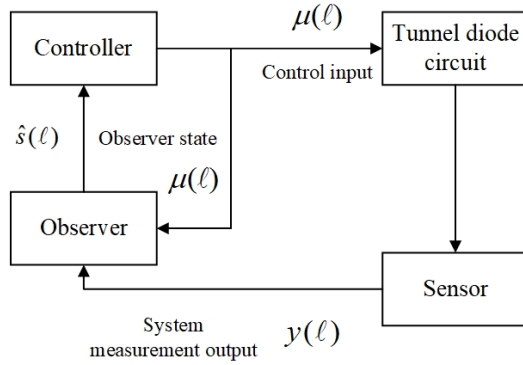 μ(ℓ)
Controller
Tunnel diode
circuit
Control input
ŝ(ℓ)
Observer state
μ(ℓ)
Observer
Sensor
System
measurement output
y(ℓ)